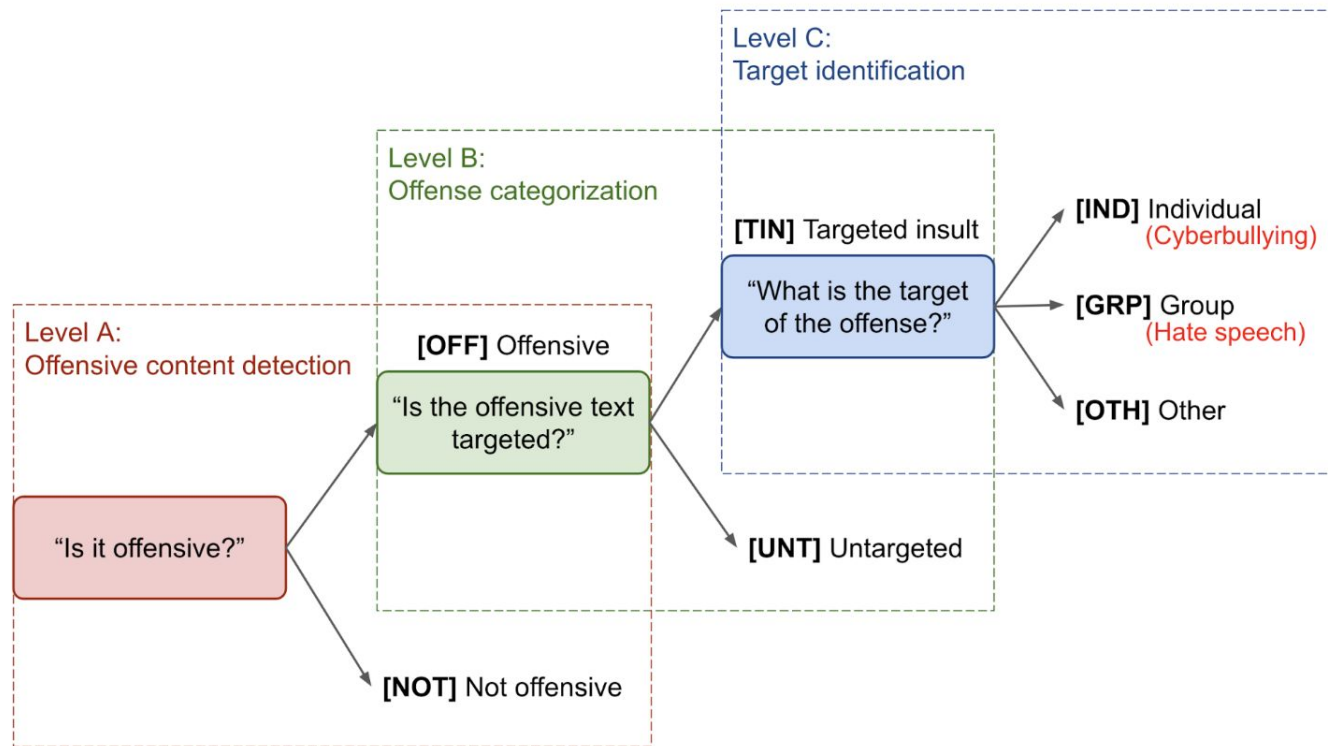 Level C:
Target identification
Level B:
Offense categorization
[TIN] Targeted insult
[IND] Individual
(Cyberbullying)
“What is the target
of the offense?”
[GRP] Group
(Hate speech)
Level A:
Offensive content detection
[OFF] Offensive
“Is the offensive text
targeted?”
[OTH] Other
“Is it offensive?”
[UNT] Untargeted
[NOT] Not offensive